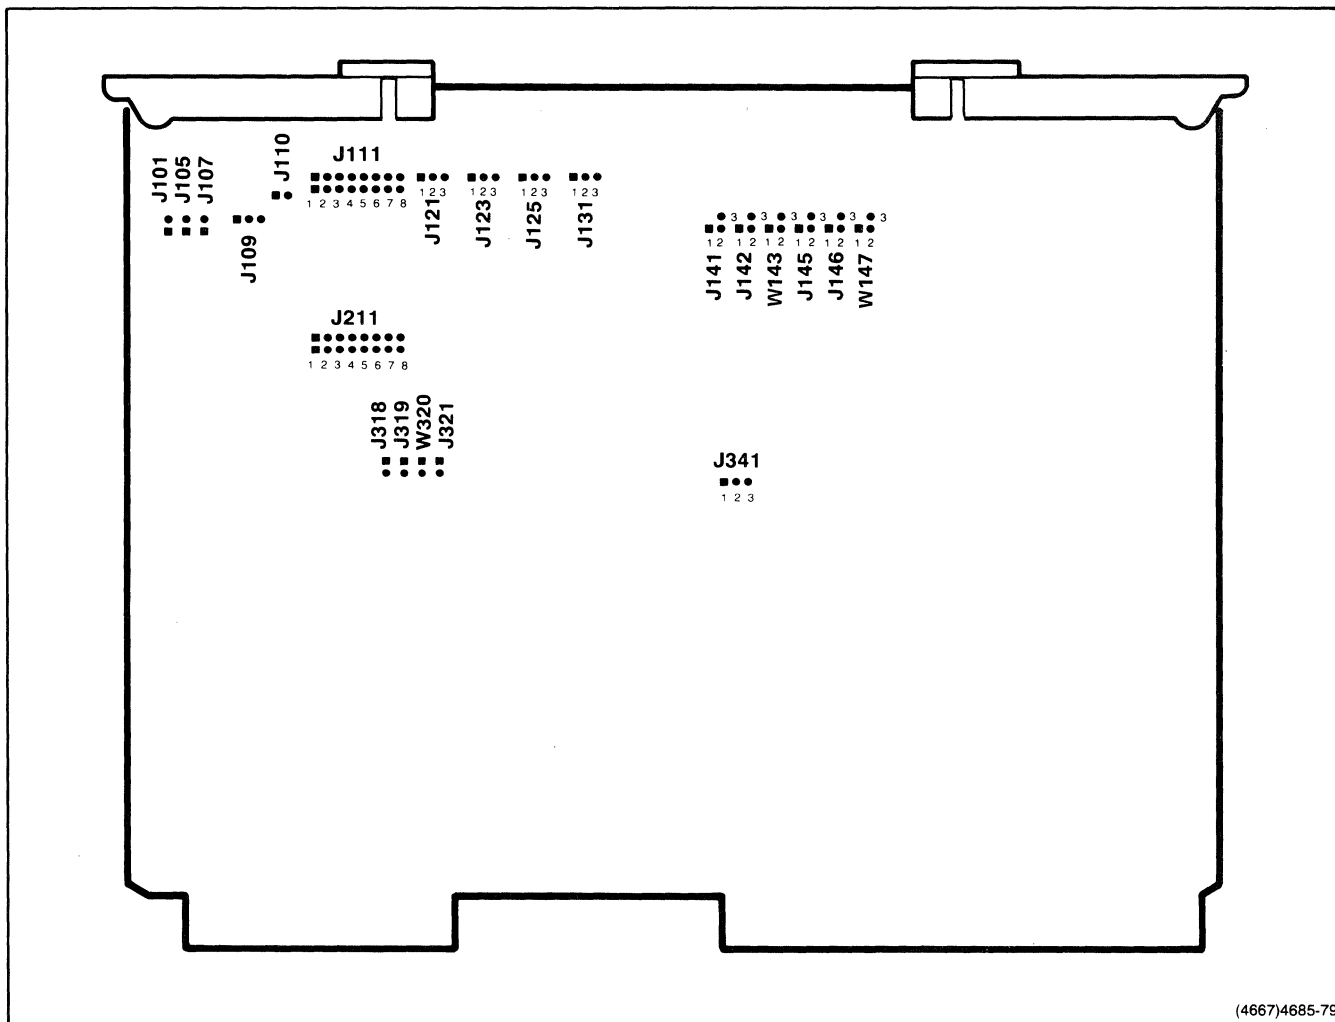 J101
J105
J107
J110
J109
J111
1 2 3 4 5 6 7 8
1 2 3
J121
1 2 3
J123
1 2 3
J125
1 2 3
J131
3 3 3 3 3 3
1 2 1 2 1 2 1 2 1 2 1 2
J141
J142
W143
J145
J146
W147
J211
1 2 3 4 5 6 7 8
J318
J319
W320
J321
J341
1 2 3
(4667)4685-79